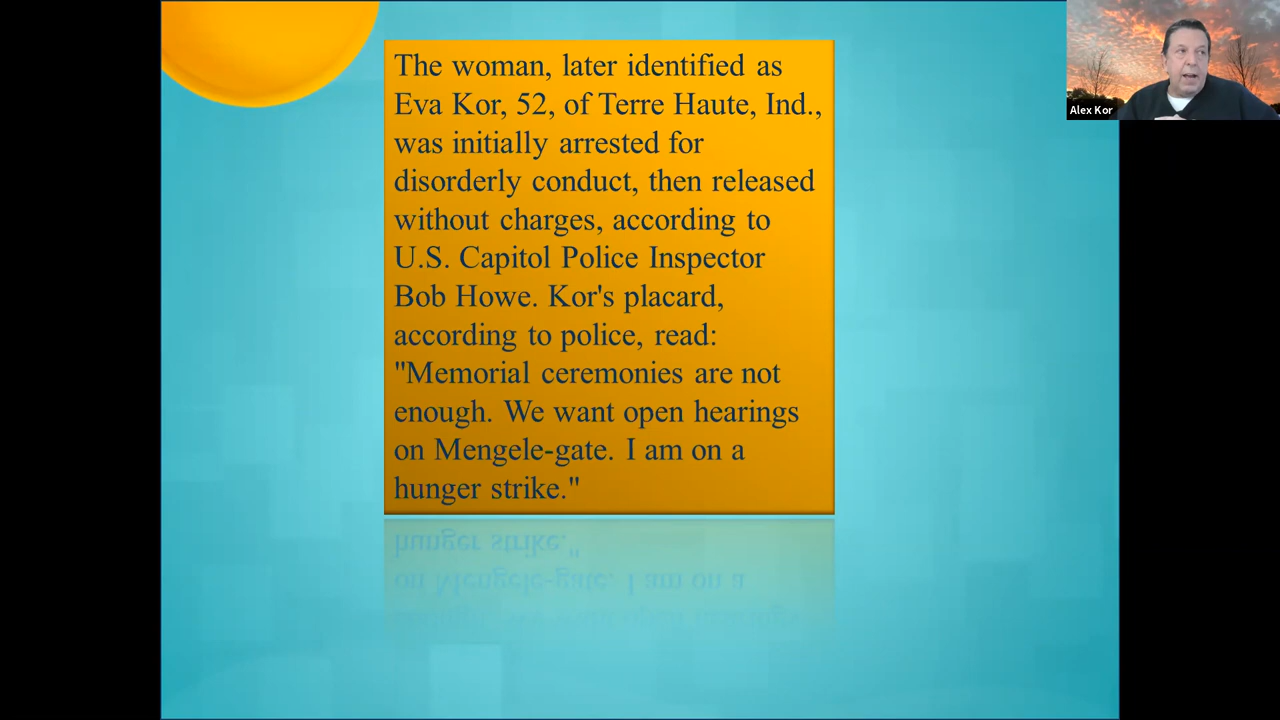 The woman, later identified as
Eva Kor, 52, of Terre Haute, Ind.,
was initially arrested for
disorderly conduct, then released
without charges, according to
U.S. Capitol Police Inspector
Bob Howe. Kor's placard,
according to police, read:
"Memorial ceremonies are not
enough. We want open hearings
on Mengele-gate. I am on a
hunger strike."
Alex Kor